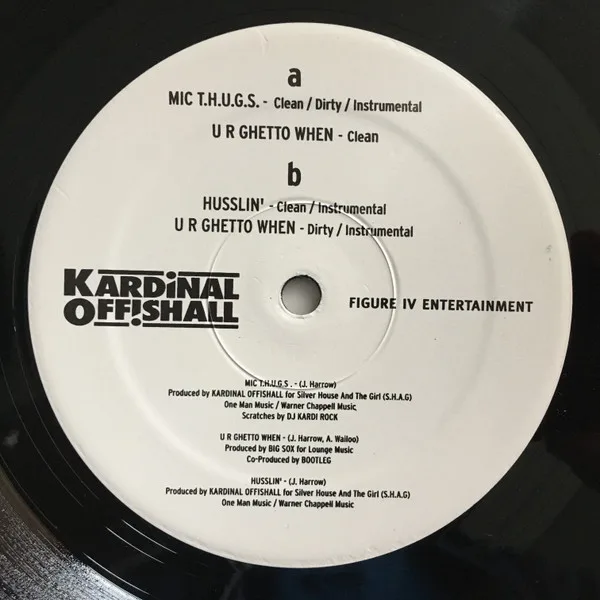 a
MIC T.H.U.G.S. - Clean / Dirty / Instrumental
U R GHETTO WHEN - Clean
b
HUSSLIN' - Clean / Instrumental
U R GHETTO WHEN - Dirty / Instrumental
KARDiNAL
OFF!SHALL
FIGURE IV ENTERTAINMENT
MIC T.H.U.G.S . - (J. Harrow)
Produced by KARDINAL OFFISHALL for Silver House And The Girl (S.H.A.G)
One Man Music / Warner Chappell Music.
Scratches by DJ KARDI ROCK
U R GHETTO WHEN - (J. Harrow, A. Wailoo)
Produced by BIG SOX for Lounge Music
Co-Produced by BOOTLEG
HUSSLIN' - (J. Harrow)
Produced by KARDINAL OFFISHALL for Silver House And The Girl (S.H.A.G)
One Man Music / Warner Chappell Music